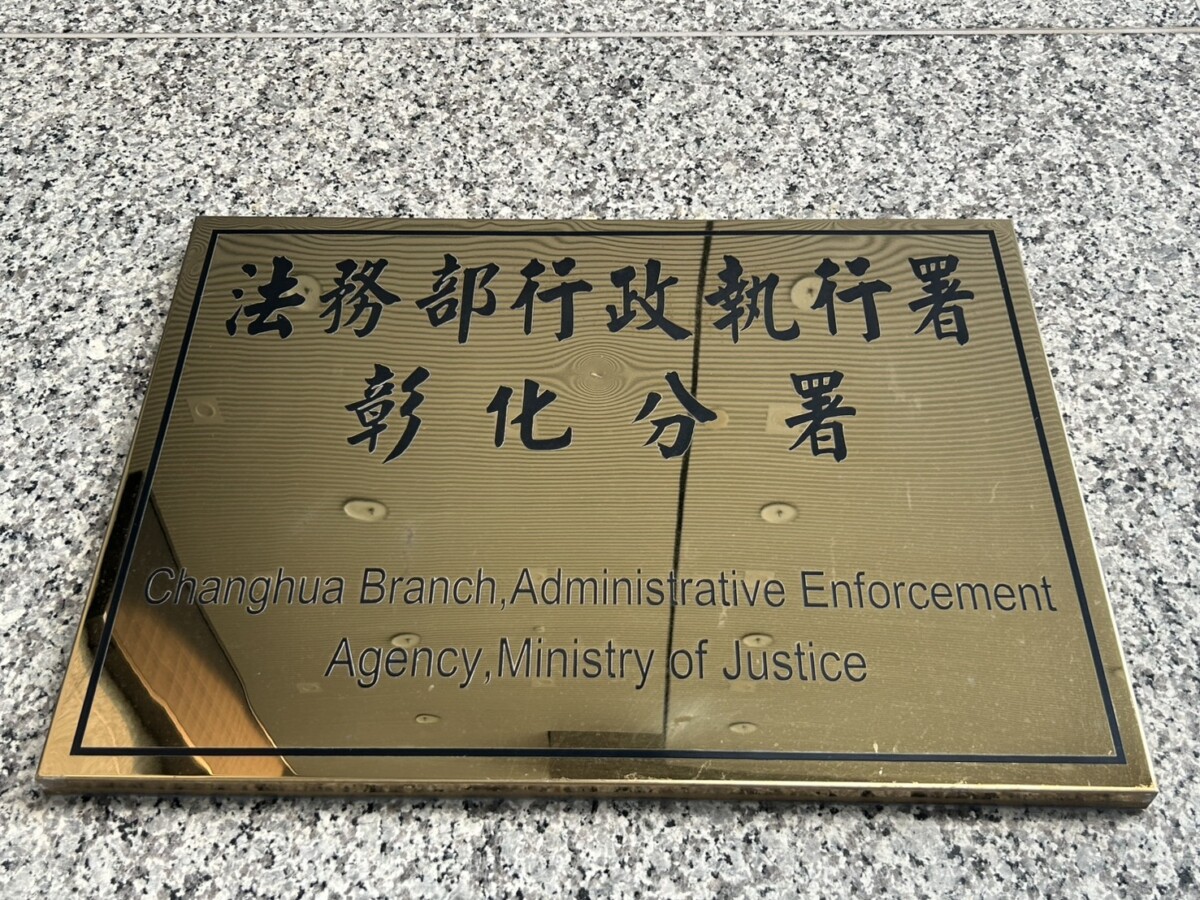 法務部行政執行署
彰化分署
Changhua Branch,Administrative Enforcement
Agency,Ministry of Justice